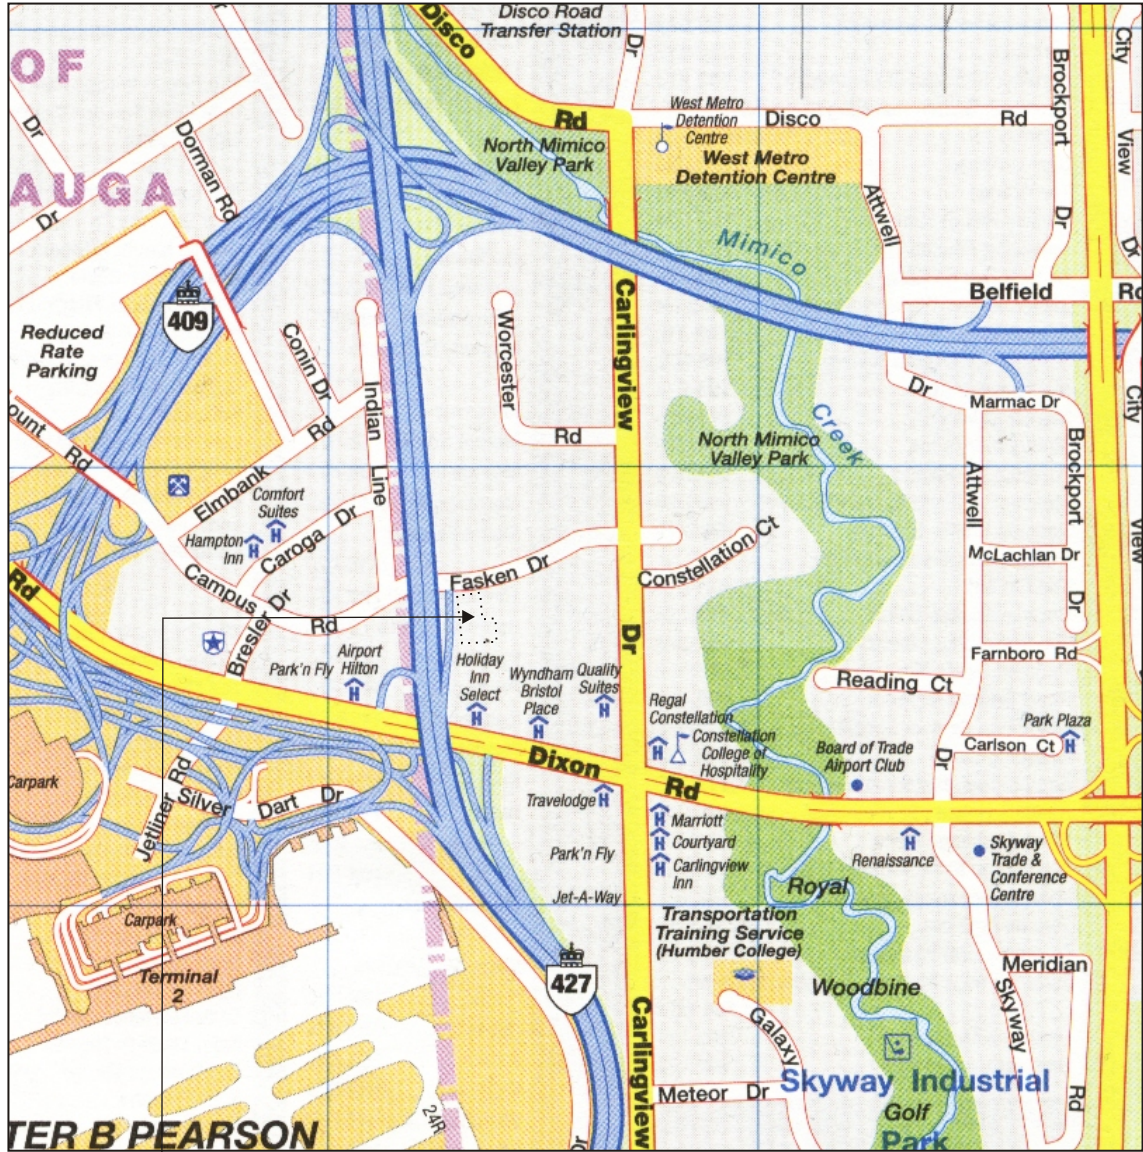 Disco Road
Transfer Station
Disco
Dr
City
OF
Brockport
View
West Metro
Detention
Centre
Disco
Rd
Rd
Dr
Dorman Rd
North Mimico
Valley Park
West Metro
Detention Centre
AUGA
Dr
Attwell
Dr
Dr
Mimico
Carlingview
Belfield
Rd
409
Reduced
Rate
Parking
Conin Dr
Worcester
Indian
Dr
Marmac Dr
City
ount
Rd
Rd
Rd
Creek
North Mimico
Valley Park
Brockport
Elmbank
Line
Attwell
Comfort
Suites
Hampton
Inn
Caroga Dr
Constellation Ct
View
McLachlan Dr
Rd
Campus
Fasken Dr
Bresler Dr
Rd
Dr
Dr
Farnboro Rd
Park'n Fly
Airport
Hilton
Holiday
Inn
Select
Wyndham
Bristol
Place
Quality
Suites
Reading Ct
Regal
Constellation
Constellation
College of
Hospitality
Park Plaza
Carlson Ct
Board of Trade
Airport Club
Dr
Dixon
Rd
Carpark
Jetliner Rd
Silver
Dart Dr
Travelodge
Marriott
Courtyard
Carlingview
Inn
Park'n Fly
Renaissance
Skyway
Trade &
Conference
Centre
Jet-A-Way
Royal
Carpark
Transportation
Training Service
(Humber College)
Terminal
2
427
Woodbine
Meridian
Skyway
Galaxy
Carlingview
Skyway Industrial
Meteor Dr
Rd
Golf
Park
24R
Dr
TER B PEARSON